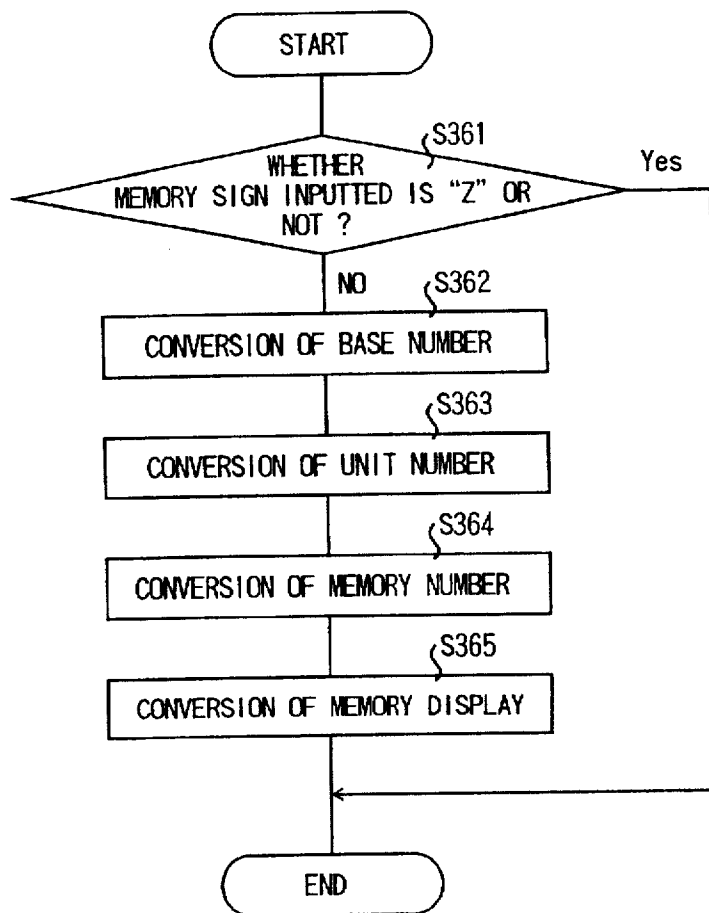 START
S361
WHETHER
MEMORY SIGN INPUTTED IS “Z” OR
NOT ?
Yes
NO
S362
CONVERSION OF BASE NUMBER
S363
CONVERSION OF UNIT NUMBER
S364
CONVERSION OF MEMORY NUMBER
S365
CONVERSION OF MEMORY DISPLAY
END